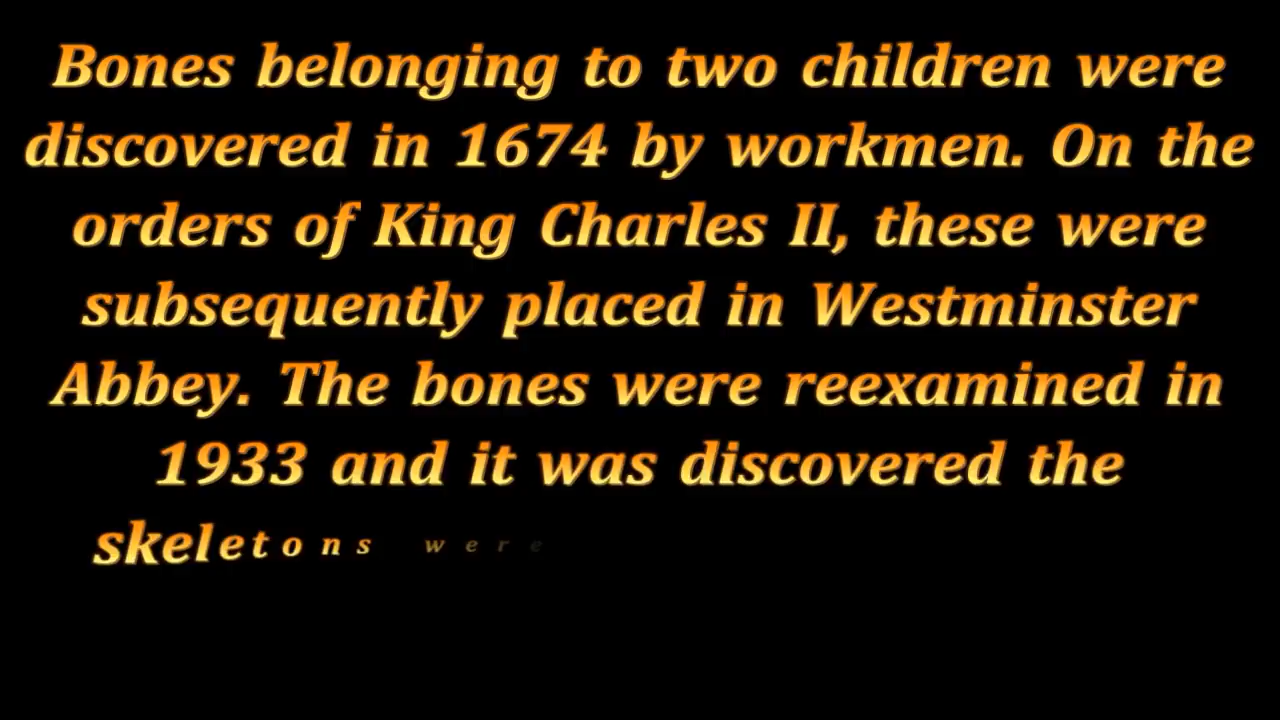 Bones belonging to two children were
discovered in 1674 by workmen. On the
orders of King Charles II, these were
subsequently placed in Westminster
Abbey. The bones were reexamined in
1933 and it was discovered the
skeletons were